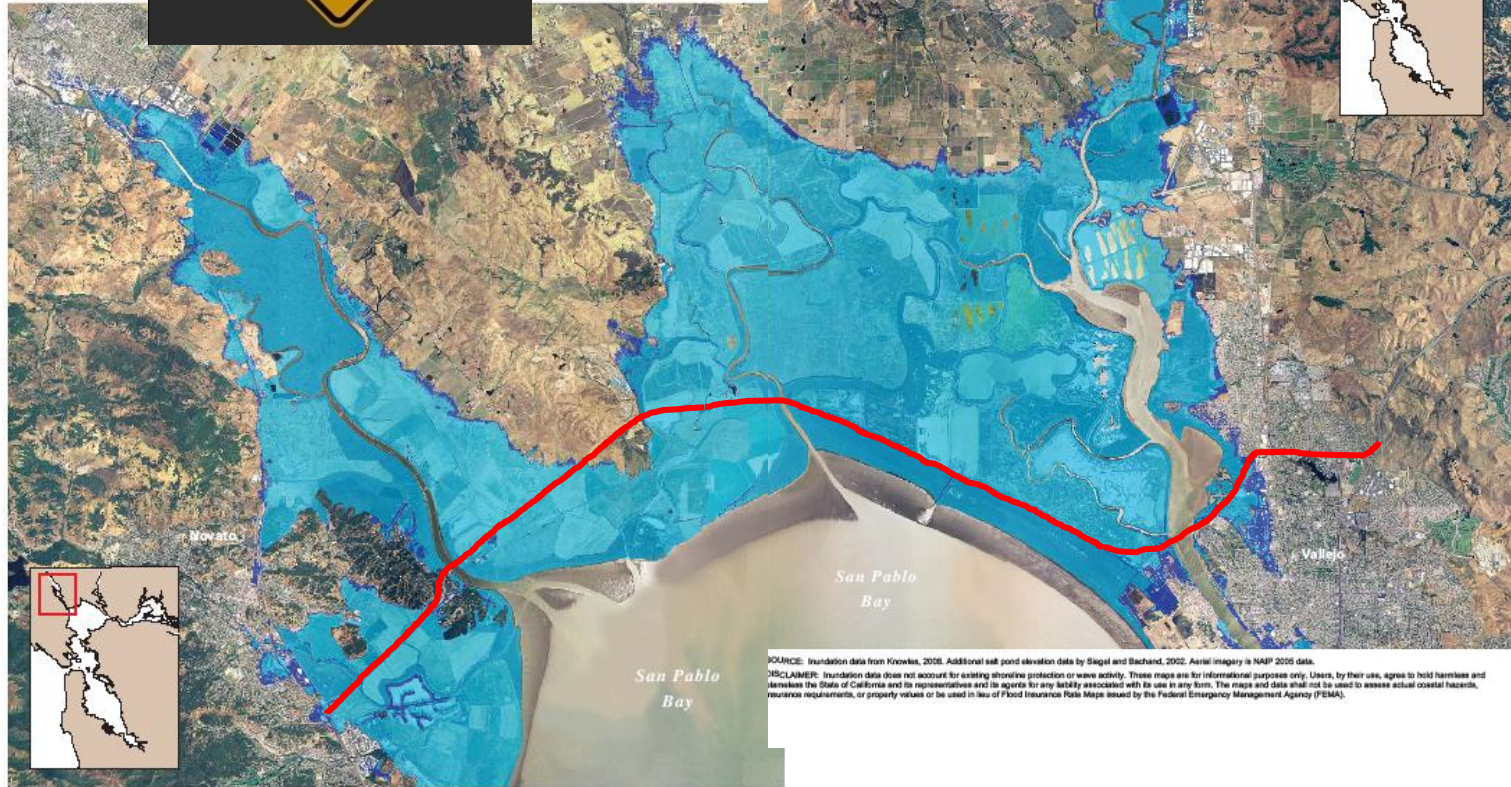 Novato
Vallejo
San Pablo
Bay
San Pablo
Bay
SOURCE: Inundation data from Knowles, 2008. Additional salt pond elevation data by Siegel and Bachand, 2002. Aerial imagery is NAIP 2005 data.
DISCLAIMER: Inundation data does not account for existing shoreline protection or wave activity. These maps are for informational purposes only. Users, by their use, agree to hold harmless and
blameless the State of California and its representatives and its agents for any liability associated with its use in any form. The maps and data shall not be used to assess actual coastal hazards,
insurance requirements, or property values or be used in lieu of Flood Insurance Rate Maps issued by the Federal Emergency Management Agency (FEMA).